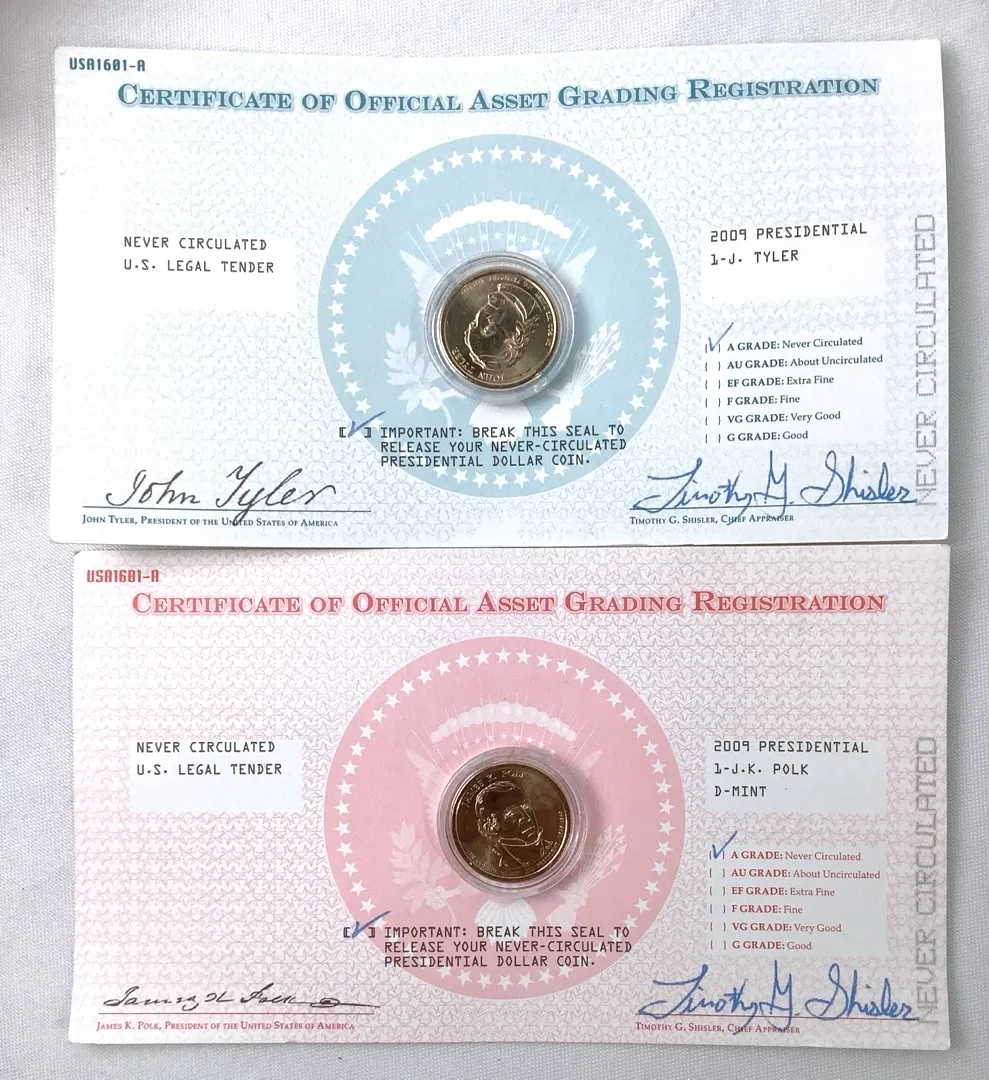 USA1601-A
CERTIFICATE OF OFFICIAL ASSET GRADING REGISTRATION
NEVER CIRCULATED
U.S. LEGAL TENDER
2009 PRESIDENTIAL
1-J. TYLER
JOHN TYLER
[✓] A GRADE: Never Circulated
[ ] AU GRADE: About Uncirculated
[ ] EF GRADE: Extra Fine
[ ] F GRADE: Fine
[ ] VG GRADE: Very Good
[ ] G GRADE: Good
NEVER CIRCULATED
[✓] IMPORTANT: BREAK THIS SEAL TO
RELEASE YOUR NEVER-CIRCULATED
PRESIDENTIAL DOLLAR COIN.
John Tyler
JOHN TYLER, PRESIDENT OF THE UNITED STATES OF AMERICA
Timothy G. Shisler
TIMOTHY G. SHISLER, CHIEF APPRAISER
USA1601-A
CERTIFICATE OF OFFICIAL ASSET GRADING REGISTRATION
NEVER CIRCULATED
U.S. LEGAL TENDER
2009 PRESIDENTIAL
1-J.K. POLK
D-MINT
JAMES K. POLK
[✓] A GRADE: Never Circulated
[ ] AU GRADE: About Uncirculated
[ ] EF GRADE: Extra Fine
[ ] F GRADE: Fine
[ ] VG GRADE: Very Good
[ ] G GRADE: Good
NEVER CIRCULATED
[✓] IMPORTANT: BREAK THIS SEAL TO
RELEASE YOUR NEVER-CIRCULATED
PRESIDENTIAL DOLLAR COIN.
James K Polk
JAMES K. POLK, PRESIDENT OF THE UNITED STATES OF AMERICA
Timothy G. Shisler
TIMOTHY G. SHISLER, CHIEF APPRAISER